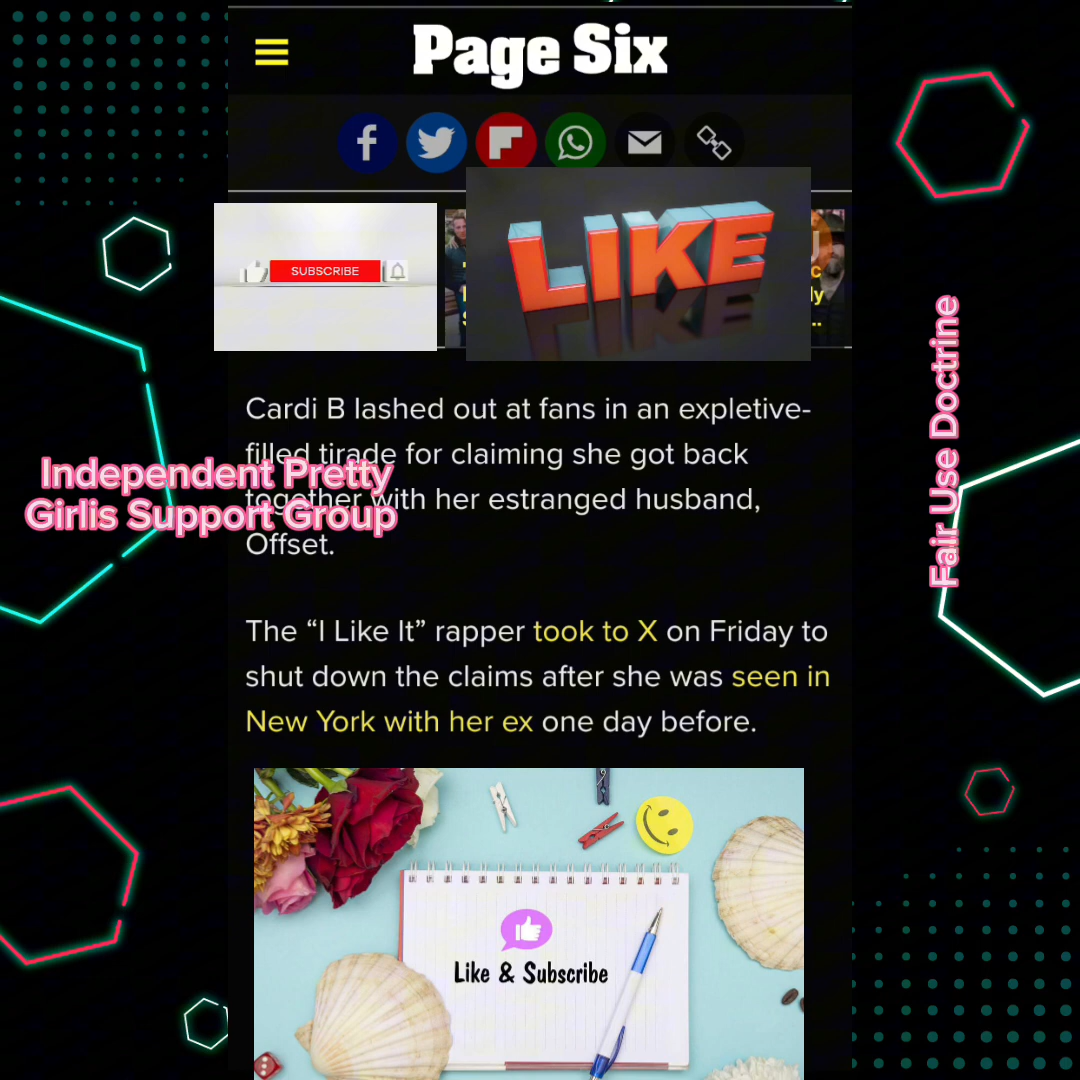 Page Six
SUBSCRIBE
LIKE
Cardi B lashed out at fans in an expletive-
filled tirade for claiming she got back
together with her estranged husband,
Offset.
Independent Pretty
Girlis Support Group
Fair Use Doctrine
The “I Like It” rapper took to X on Friday to
shut down the claims after she was seen in
New York with her ex one day before.
Like & Subscribe